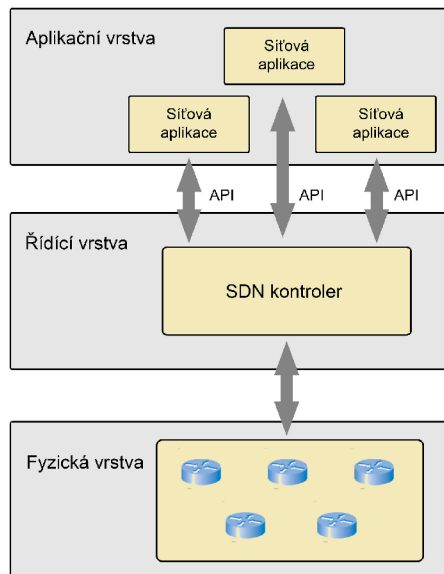 Aplikační vrstva
Síťová
aplikace
Síťová
aplikace
Síťová
aplikace
API
API
API
Řídící vrstva
SDN kontroler
Fyzická vrstva